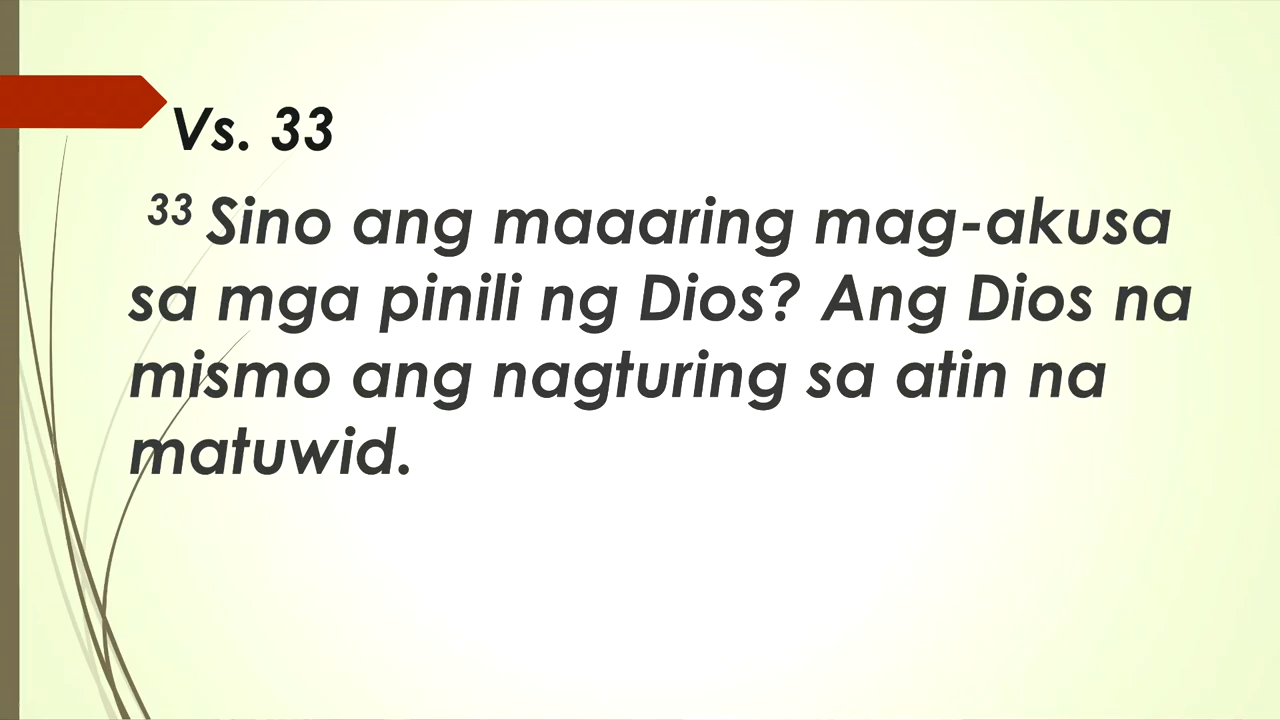 Vs. 33
33 Sino ang maaaring mag-akusa
sa mga pinili ng Dios? Ang Dios na
mismo ang nagturing sa atin na
matuwid.